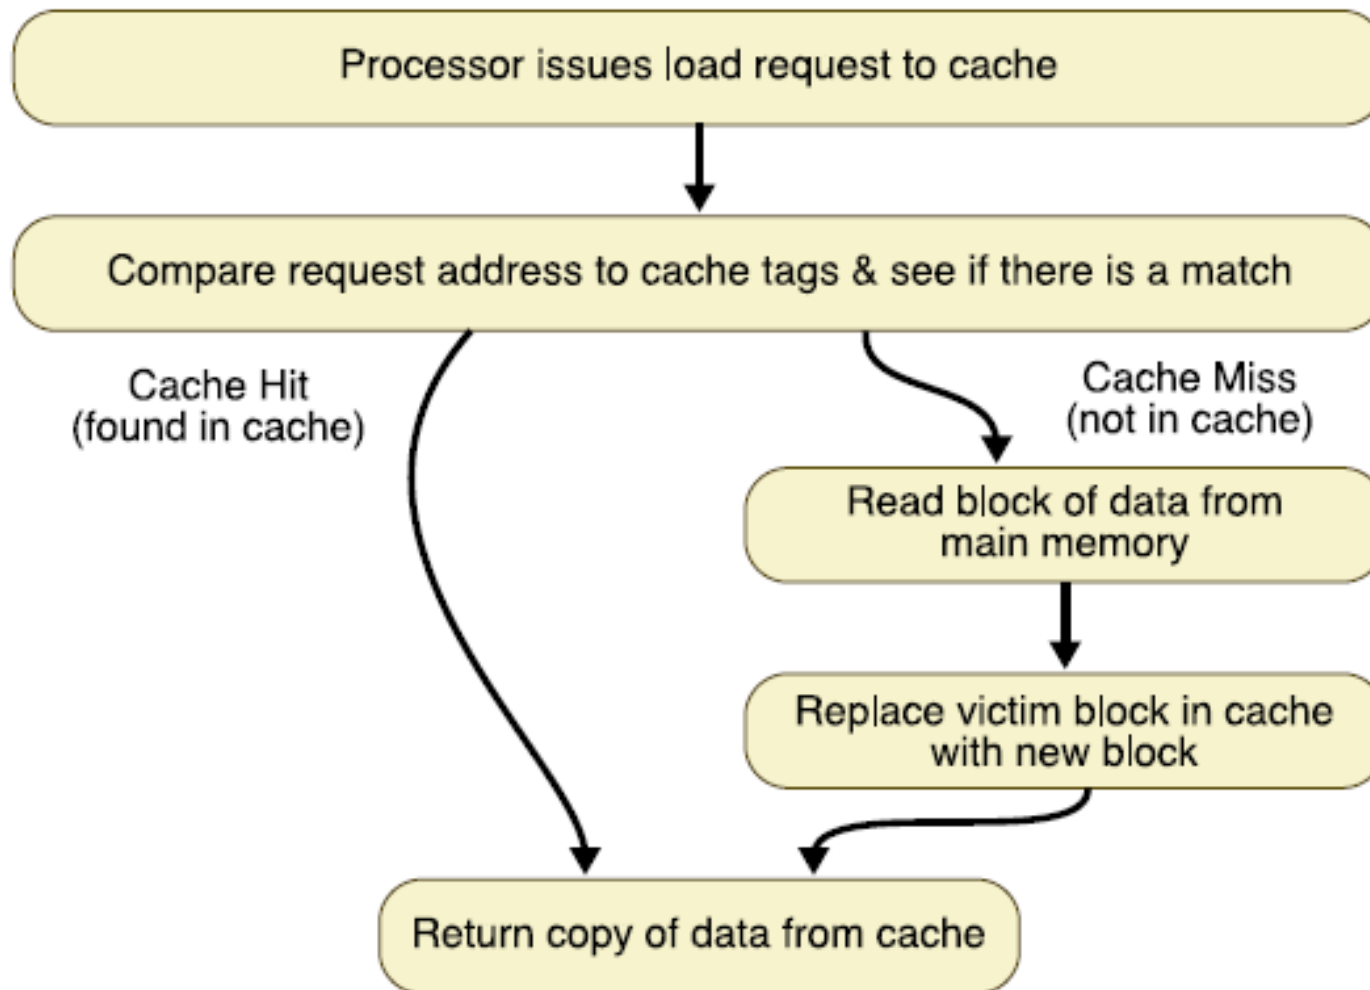 Processor issues load request to cache
Compare request address to cache tags & see if there is a match
Cache Hit
(found in cache)
Cache Miss
(not in cache)
Read block of data from
main memory
Replace victim block in cache
with new block
Return copy of data from cache